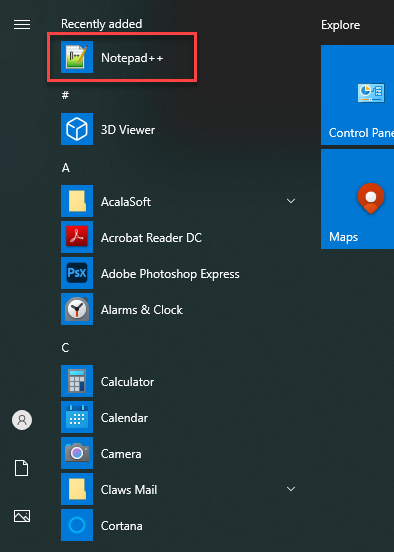 Recently added
Notepad++
#
3D Viewer
A
AcalaSoft
Acrobat Reader DC
Adobe Photoshop Express
Alarms & Clock
C
Calculator
Calendar
Camera
Claws Mail
Cortana
Explore
Control Pane
Maps